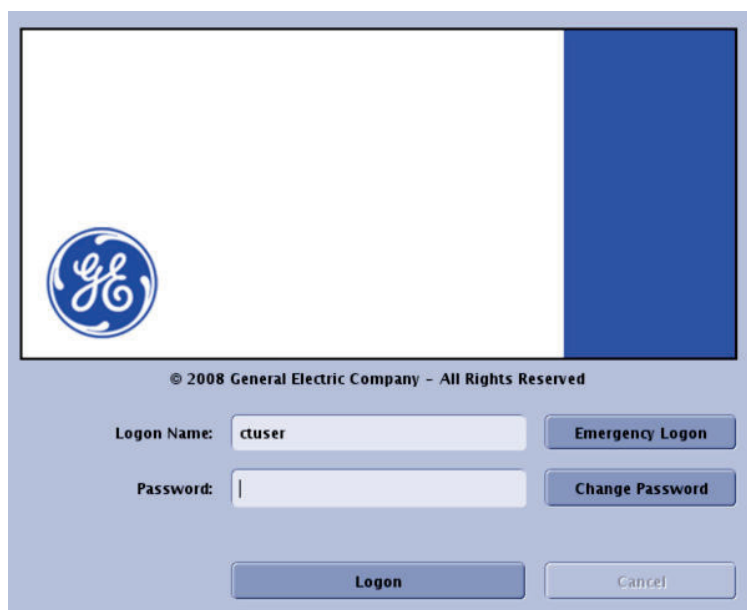 GE
© 2008 General Electric Company – All Rights Reserved
Logon Name: ctuser Emergency Logon
Password: Change Password
Logon Cancel